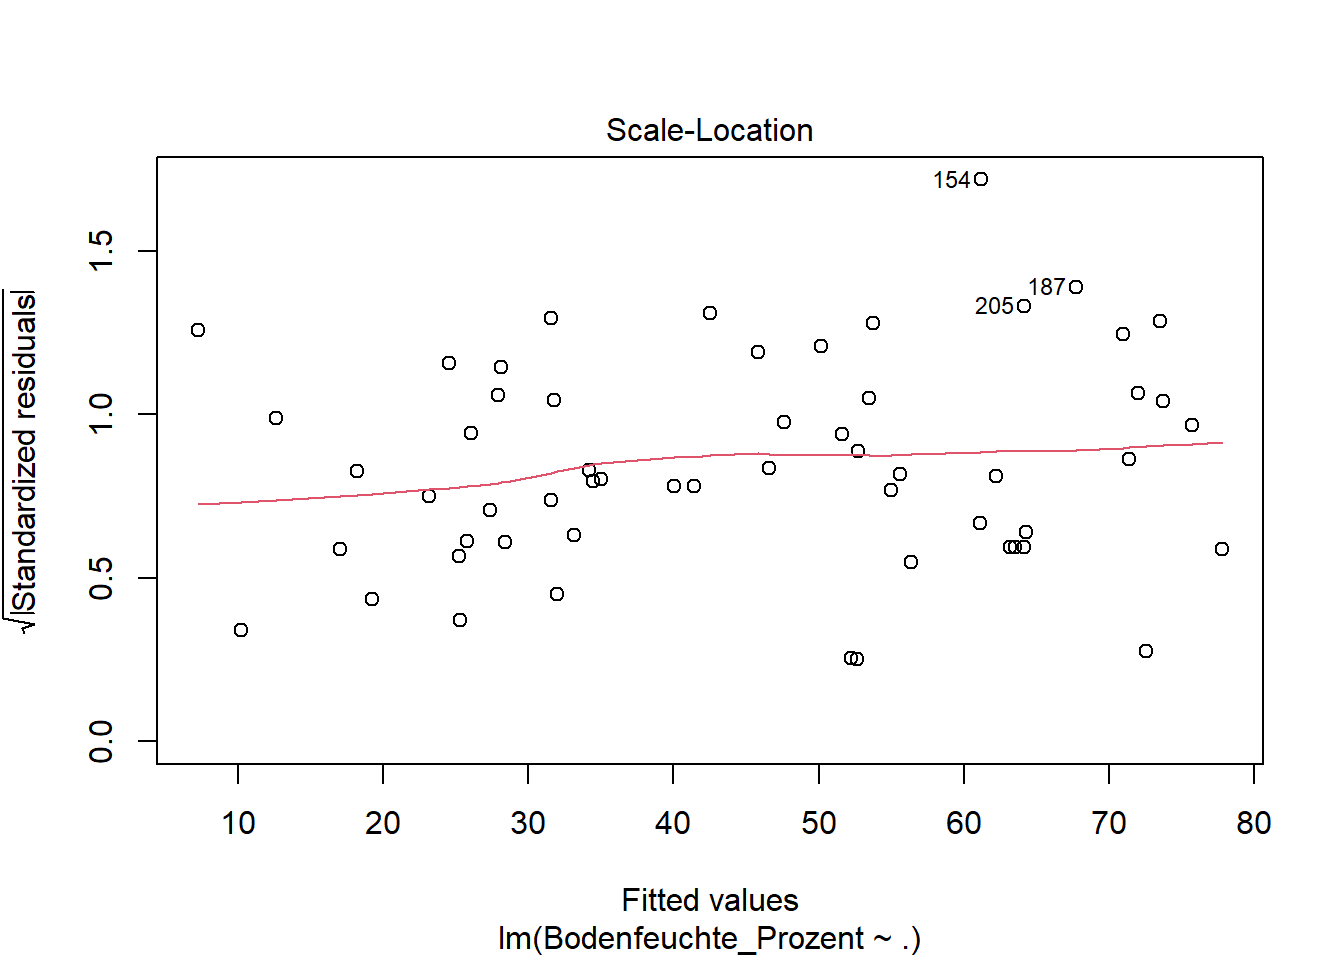 Scale-Location
√|Standardized residuals|
1.5
1.0
0.5
0.0
154
187
205
10 20 30 40 50 60 70 80
Fitted values
lm(Bodenfeuchte_Prozent ~ .)